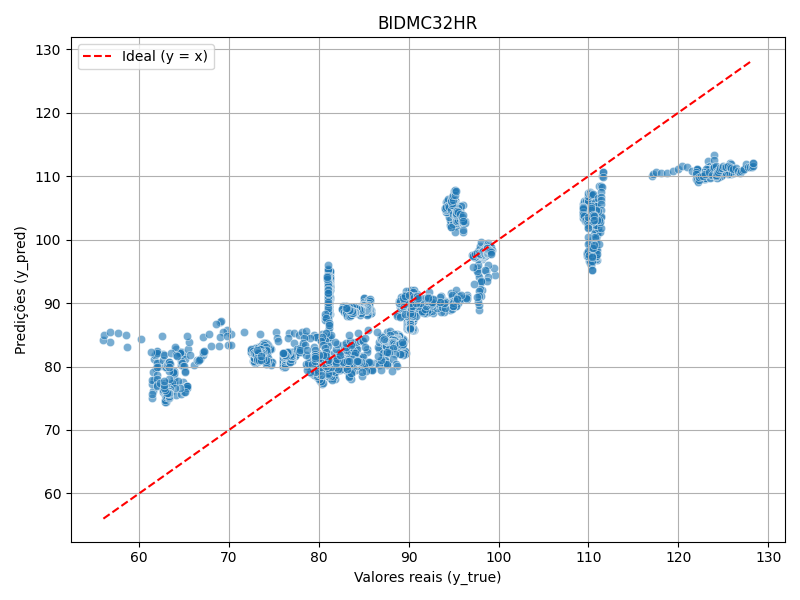 BIDMC32HR
Ideal (y = x)
130
120
110
100
90
80
70
60
Predições (y_pred)
60 70 80 90 100 110 120 130
Valores reais (y_true)